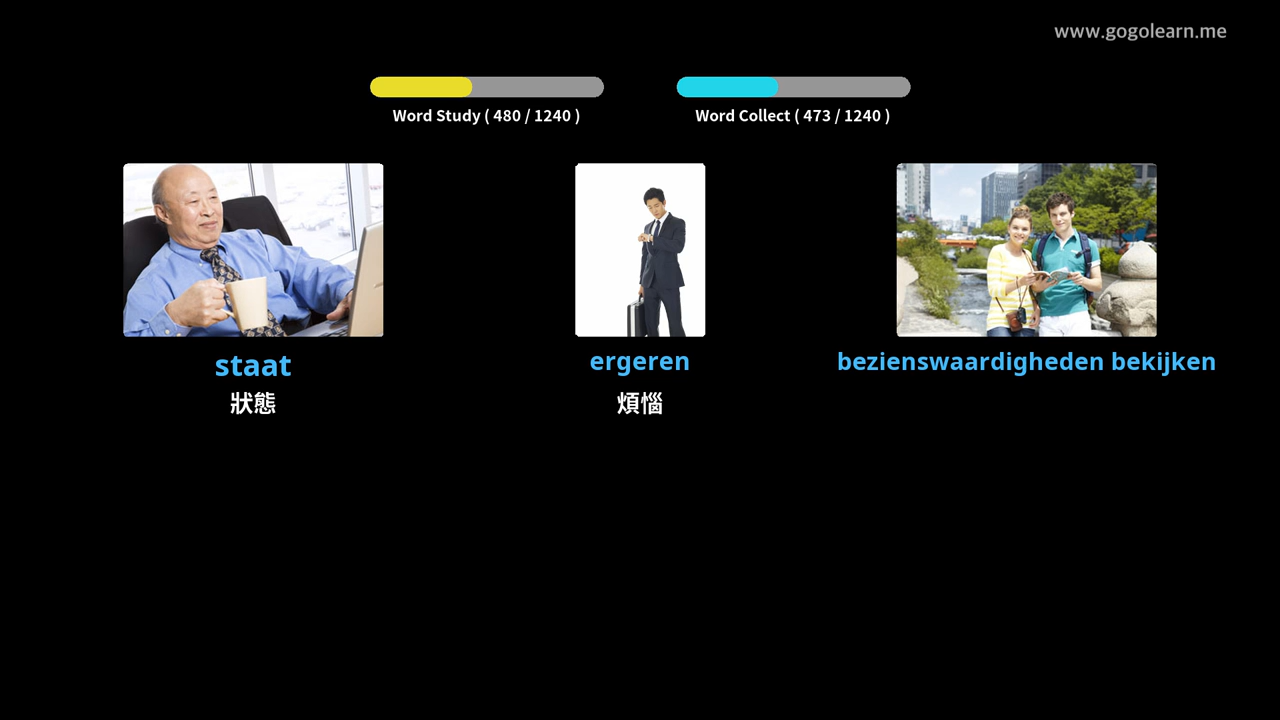 www.gogolearn.me
Word Study ( 480 / 1240 )
Word Collect ( 473 / 1240 )
staat
狀態
ergeren
煩惱
bezienswaardigheden bekijken